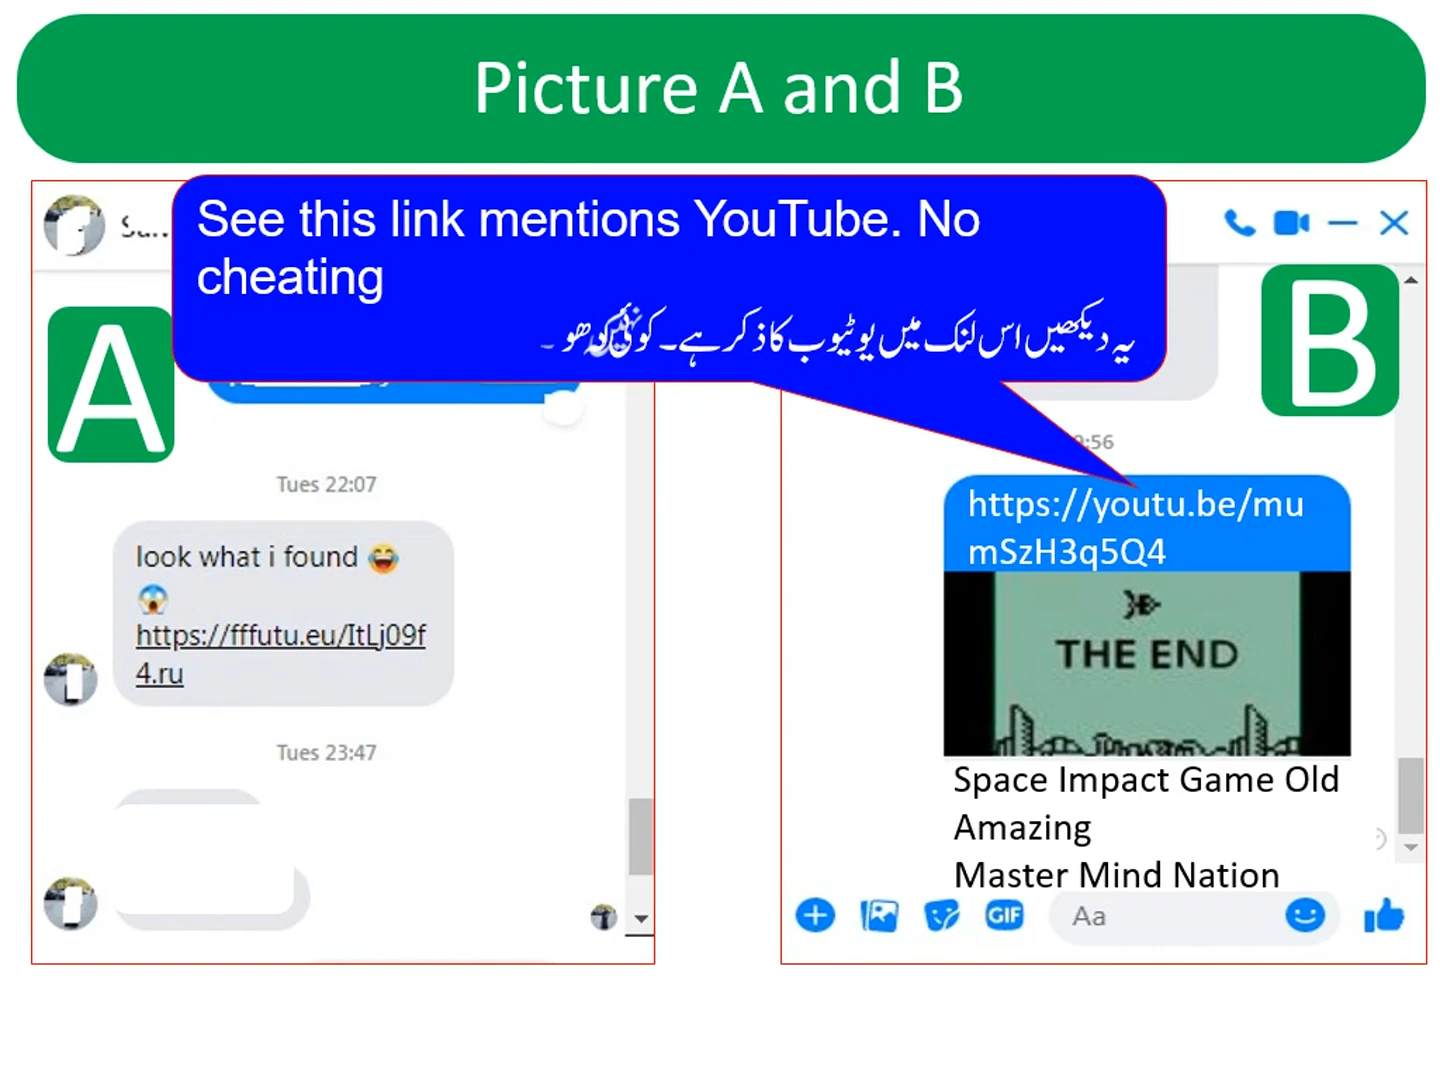 Picture A and B
See this link mentions YouTube. No
cheating
یہ دیکھیں اس لنک میں یوٹیوب کا ذکر ہے۔ کوئی
A
B
Tues 22:07
look what i found 😂
😱
https://fffutu.eu/ItLj09f
4.ru
Tues 23:47
:56
https://youtu.be/mu
mSzH3q5Q4
THE END
Space Impact Game Old
Amazing
Master Mind Nation
GIF
Aa